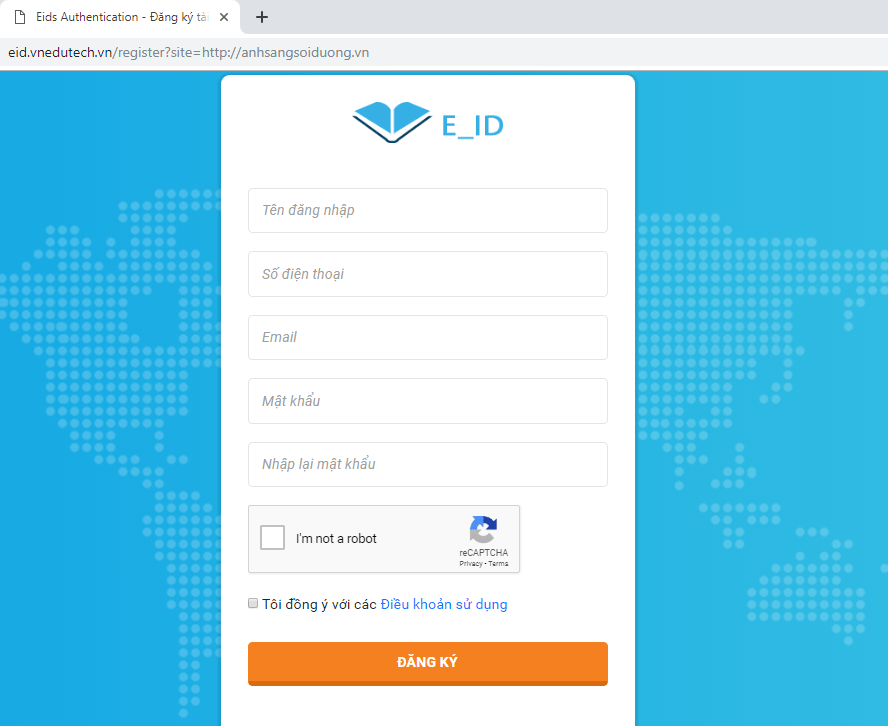 Eids Authentication - Đăng ký tài
eid.vnedutech.vn/register?site=http://anhsangsoiduong.vn
E_ID
Tên đăng nhập
Số điện thoại
Email
Mật khẩu
Nhập lại mật khẩu
I'm not a robot
reCAPTCHA
Privacy - Terms
Tôi đồng ý với các Điều khoản sử dụng
ĐĂNG KÝ